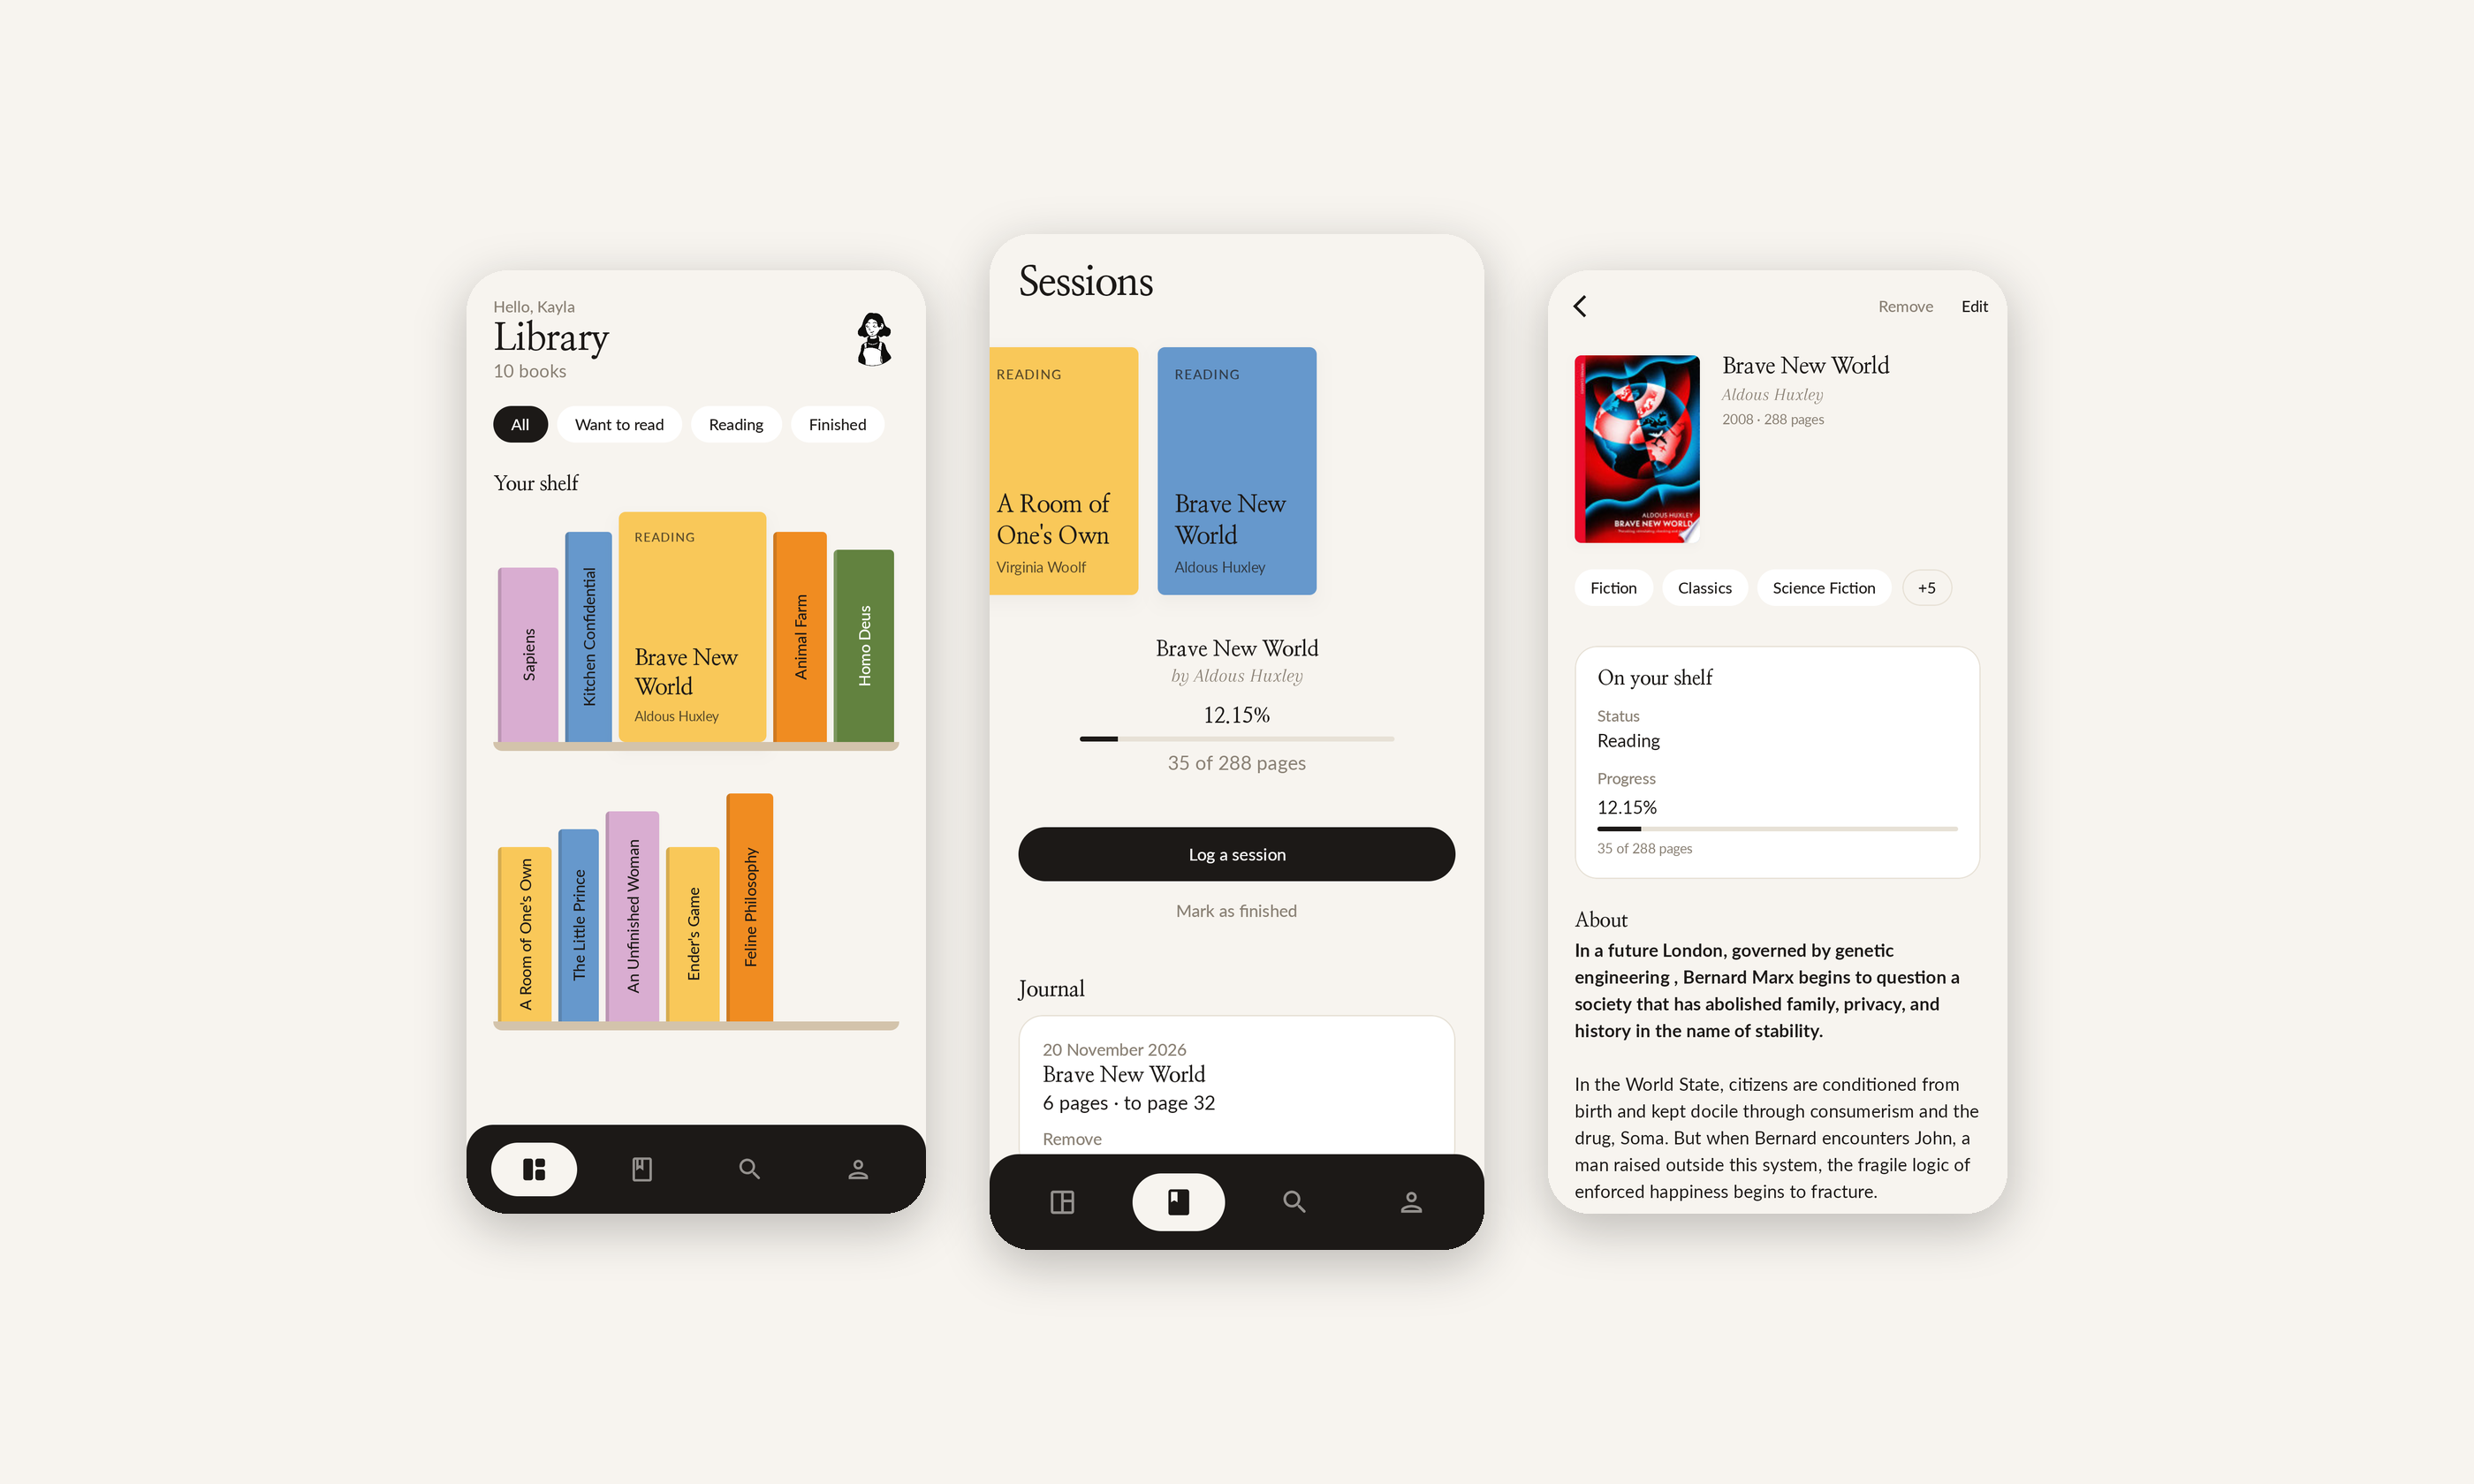 Hello, Kayla
Library
10 books
All
Want to read
Reading
Finished
Your shelf
Sapiens
Kitchen Confidential
READING
Brave New
World
Aldous Huxley
Animal Farm
Homo Deus
A Room of One's Own
The Little Prince
An Unfinished Woman
Ender's Game
Feline Philosophy
Sessions
READING
A Room of
One's Own
Virginia Woolf
READING
Brave New
World
Aldous Huxley
Brave New World
by Aldous Huxley
12.15%
35 of 288 pages
Log a session
Mark as finished
Journal
20 November 2026
Brave New World
6 pages · to page 32
Remove
Remove
Edit
ALDOUS HUXLEY
BRAVE NEW WORLD
Brave New World
Aldous Huxley
2008 · 288 pages
Fiction
Classics
Science Fiction
+5
On your shelf
Status
Reading
Progress
12.15%
35 of 288 pages
About
In a future London, governed by genetic
engineering , Bernard Marx begins to question a
society that has abolished family, privacy, and
history in the name of stability.
In the World State, citizens are conditioned from
birth and kept docile through consumerism and the
drug, Soma. But when Bernard encounters John, a
man raised outside this system, the fragile logic of
enforced happiness begins to fracture.